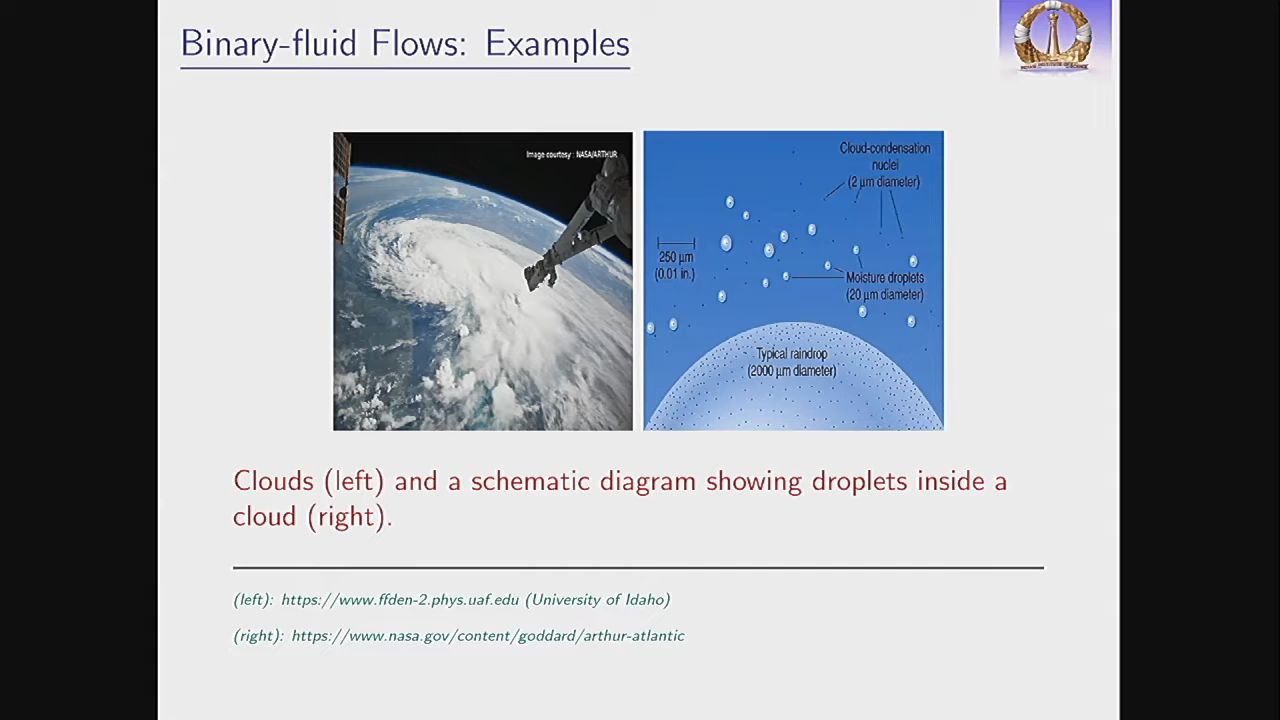 Binary-fluid Flows: Examples
Image courtesy : NASA/ARTHUR
Cloud-condensation
nuclei
(2 μm diameter)
250 μm
(0.01 in.)
Moisture droplets
(20 μm diameter)
Typical raindrop
(2000 μm diameter)
Clouds (left) and a schematic diagram showing droplets inside a
cloud (right).
(left): https://www.ffden-2.phys.uaf.edu (University of Idaho)
(right): https://www.nasa.gov/content/goddard/arthur-atlantic